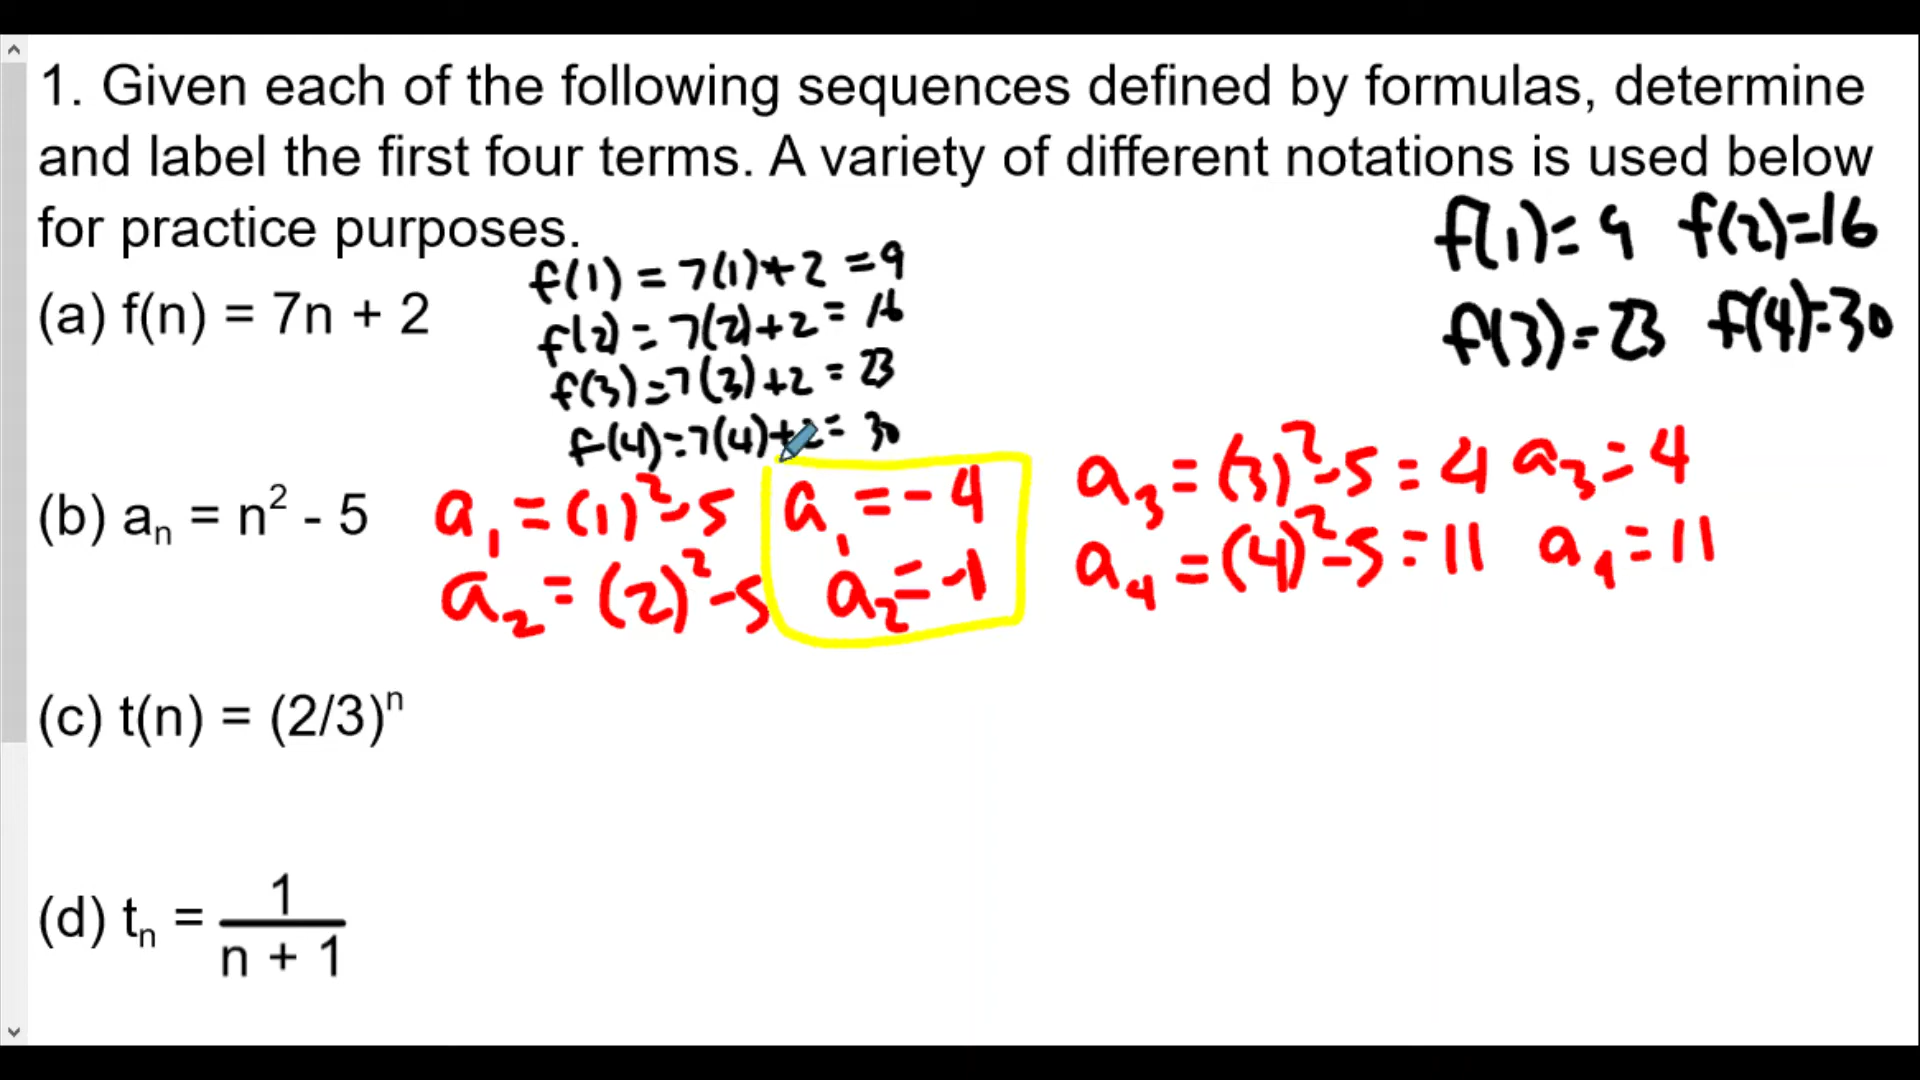 1. Given each of the following sequences defined by formulas, determine
and label the first four terms. A variety of different notations is used below
for practice purposes.
f(1) = 9 f(2)=16
f(3)=23 f(4)=30
(a) f(n) = 7n + 2
f(1) = 7(1)+2 =9
f(2) = 7(2)+2 = 16
f(3)=7(3)+2 = 23
f(4)=7(4)+2= 30
(b) aₙ = n² - 5
a₁ = (1)²-5 a₁ = -4
a₂ = (2)²-5 a₂ = -1
a₃ = (3)²-5 = 4 a₃ = 4
a₄ = (4)²-5 = 11 a₄ = 11
(c) t(n) = (2/3)ⁿ
(d) tₙ = 1
n + 1